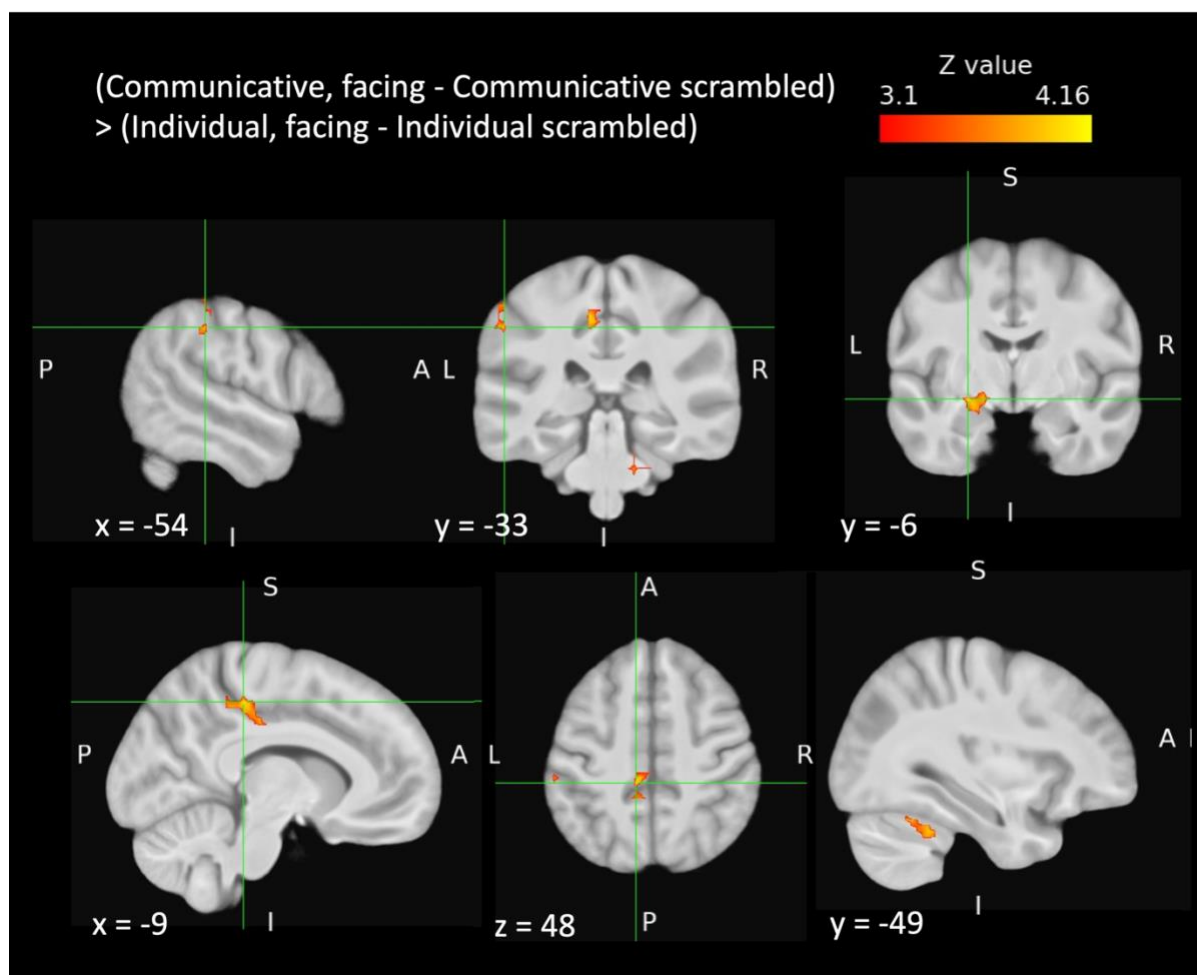 (Communicative, facing - Communicative scrambled)
> (Individual, facing - Individual scrambled)
Z value
3.1 4.16
S
P
A L
R
L
R
x = -54
I
y = -33
I
y = -6
I
S
A
S
P
A
L
R
A
x = -9
I
z = 48
P
y = -49
I